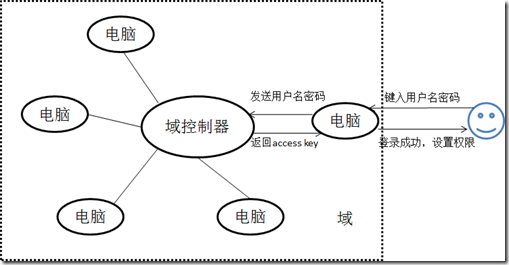 电脑
发送用户名密码
键入用户名密码
电脑
域控制器
电脑
返回access key
登录成功，设置权限
电脑
电脑
域